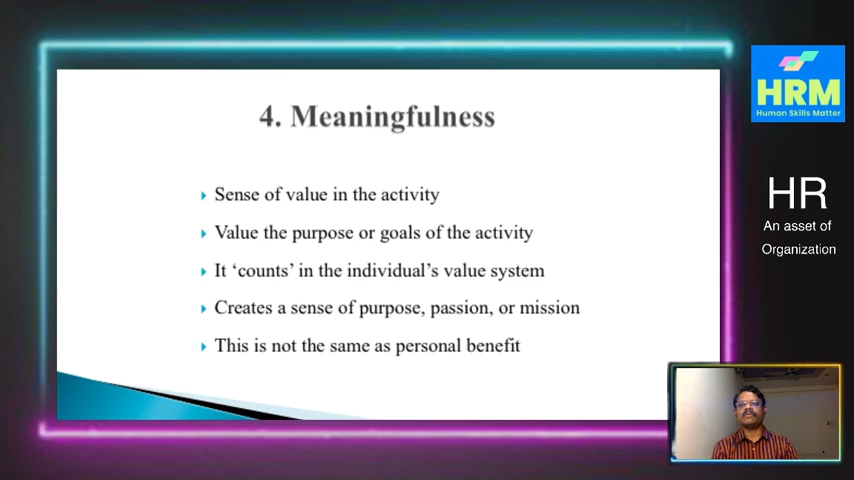 4. Meaningfulness
Sense of value in the activity
Value the purpose or goals of the activity
It ‘counts’ in the individual’s value system
Creates a sense of purpose, passion, or mission
This is not the same as personal benefit
HRM
Human Skills Matter
HR
An asset of
Organization